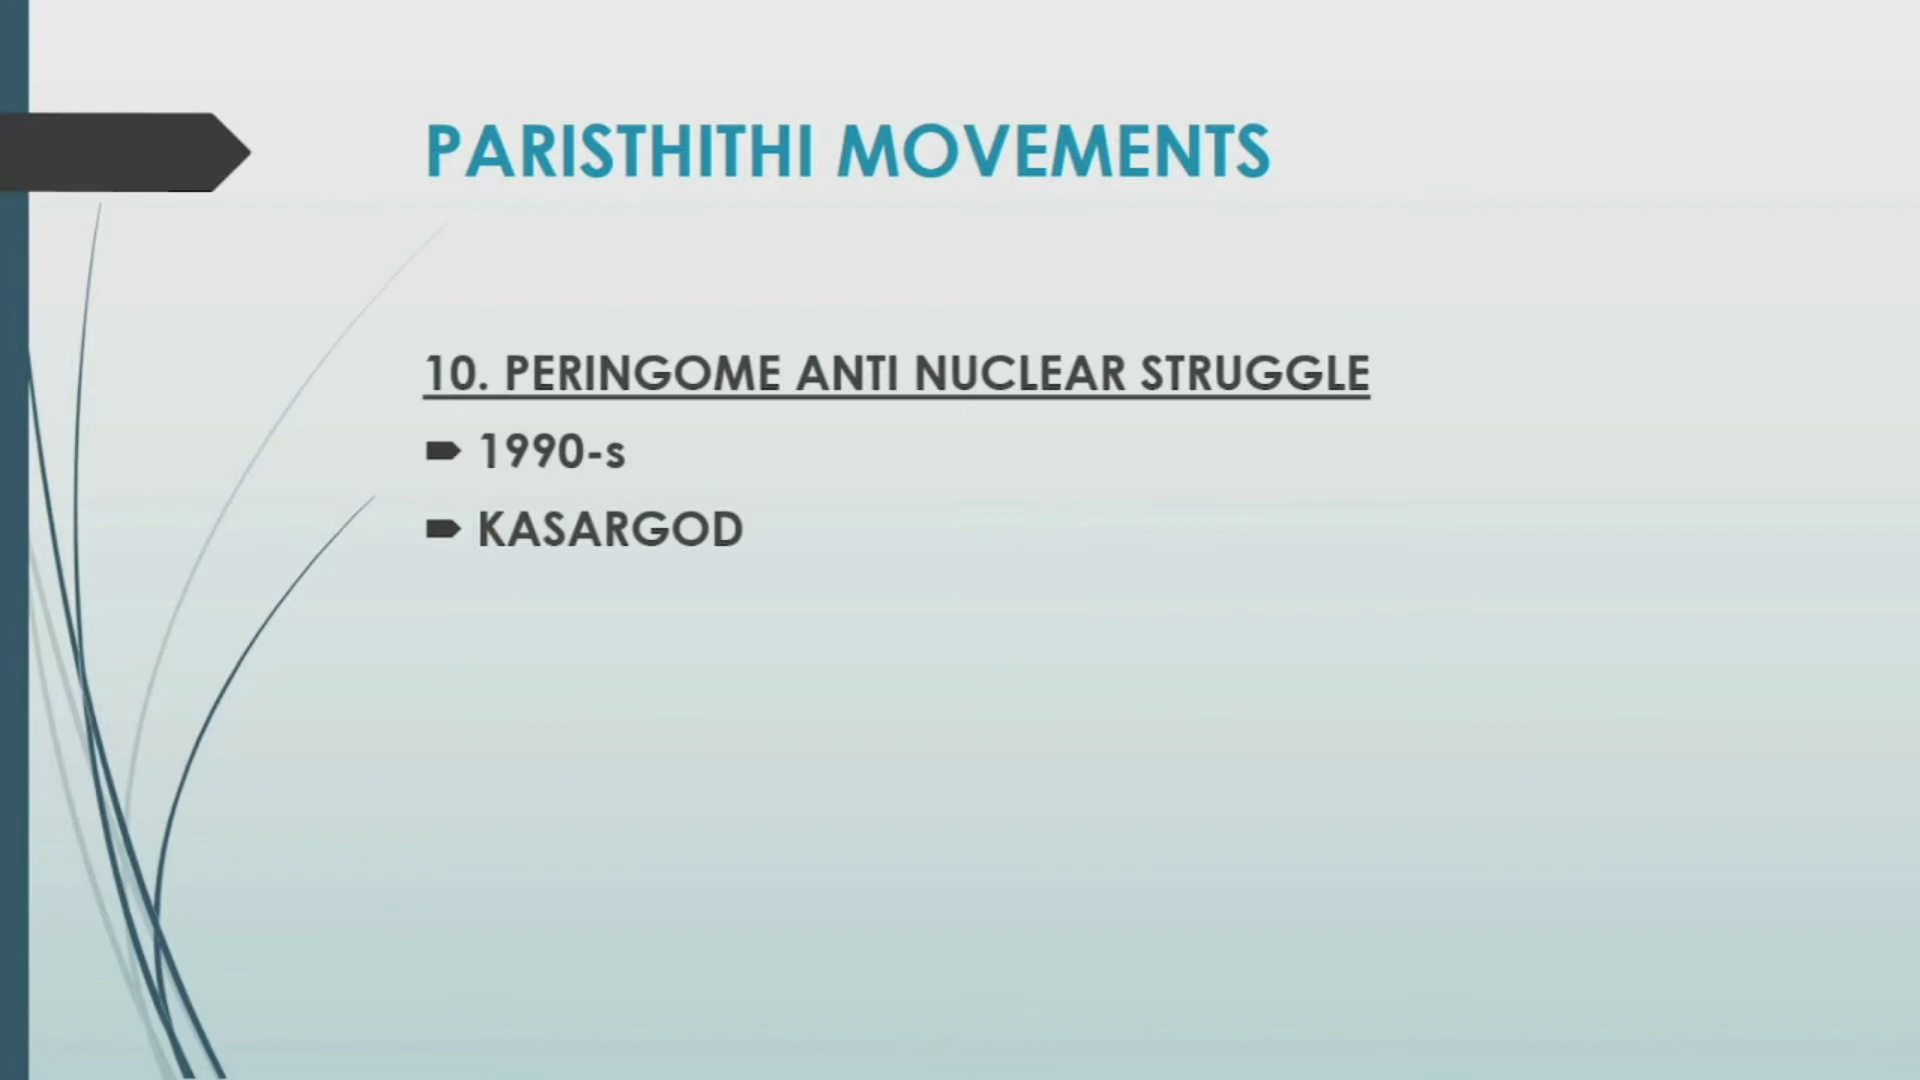 PARISTHITHI MOVEMENTS
10. PERINGOME ANTI NUCLEAR STRUGGLE
1990-s
KASARGOD